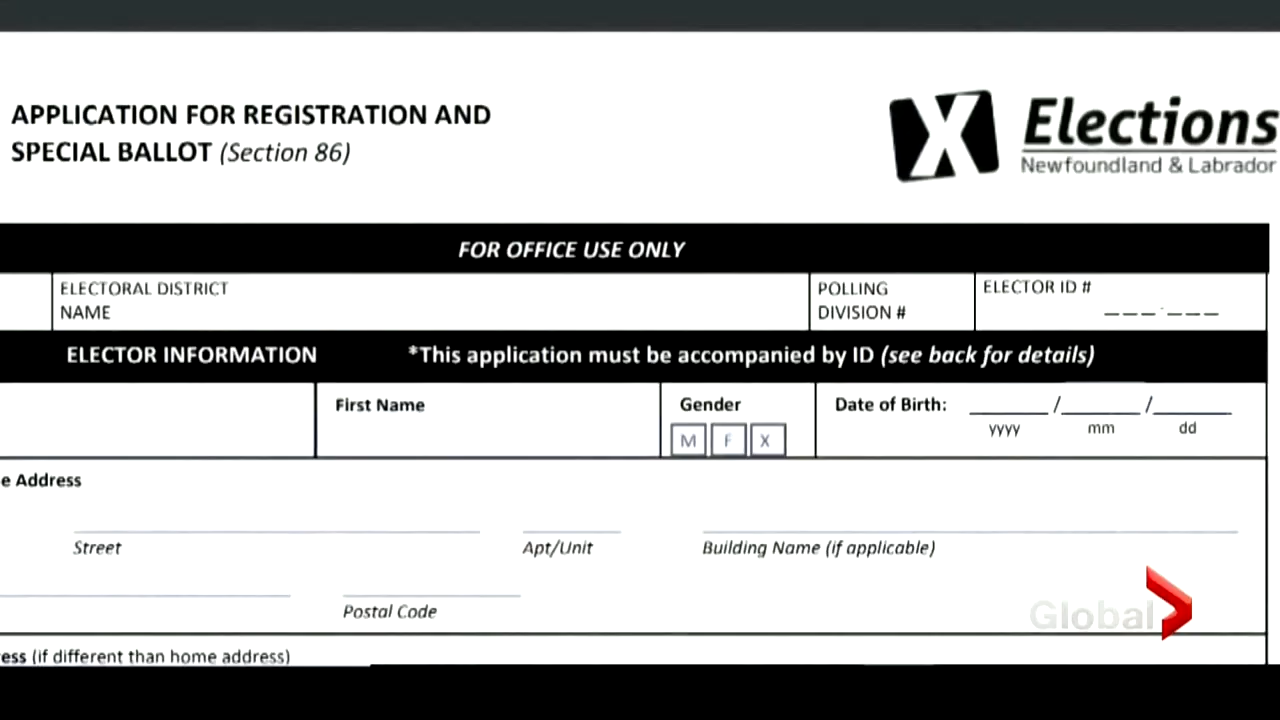 APPLICATION FOR REGISTRATION AND
SPECIAL BALLOT (Section 86)
X Elections
Newfoundland & Labrador
FOR OFFICE USE ONLY
ELECTORAL DISTRICT
NAME
POLLING
DIVISION #
ELECTOR ID #
ELECTOR INFORMATION *This application must be accompanied by ID (see back for details)
First Name
Gender
M F X
Date of Birth: / /
yyyy mm dd
e Address
Street Apt/Unit Building Name (if applicable)
Postal Code
Global
ess (if different than home address)